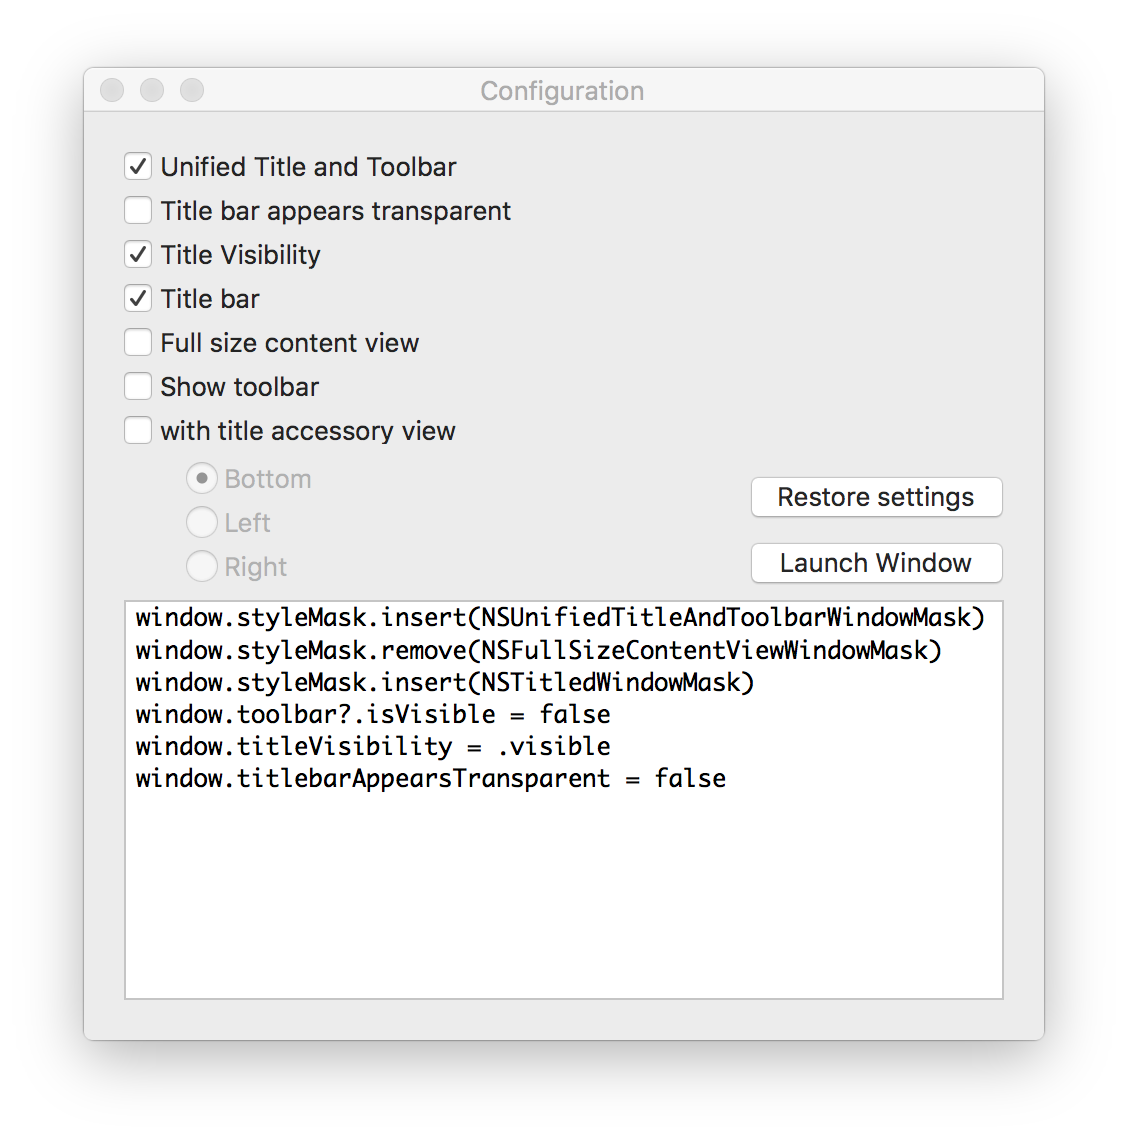 Configuration
Unified Title and Toolbar
Title bar appears transparent
Title Visibility
Title bar
Full size content view
Show toolbar
with title accessory view
Bottom
Left
Right
Restore settings
Launch Window
window.styleMask.insert(NSUnifiedTitleAndToolbarWindowMask)
window.styleMask.remove(NSFullSizeContentViewWindowMask)
window.styleMask.insert(NSTitledWindowMask)
window.toolbar?.isVisible = false
window.titleVisibility = .visible
window.titlebarAppearsTransparent = false